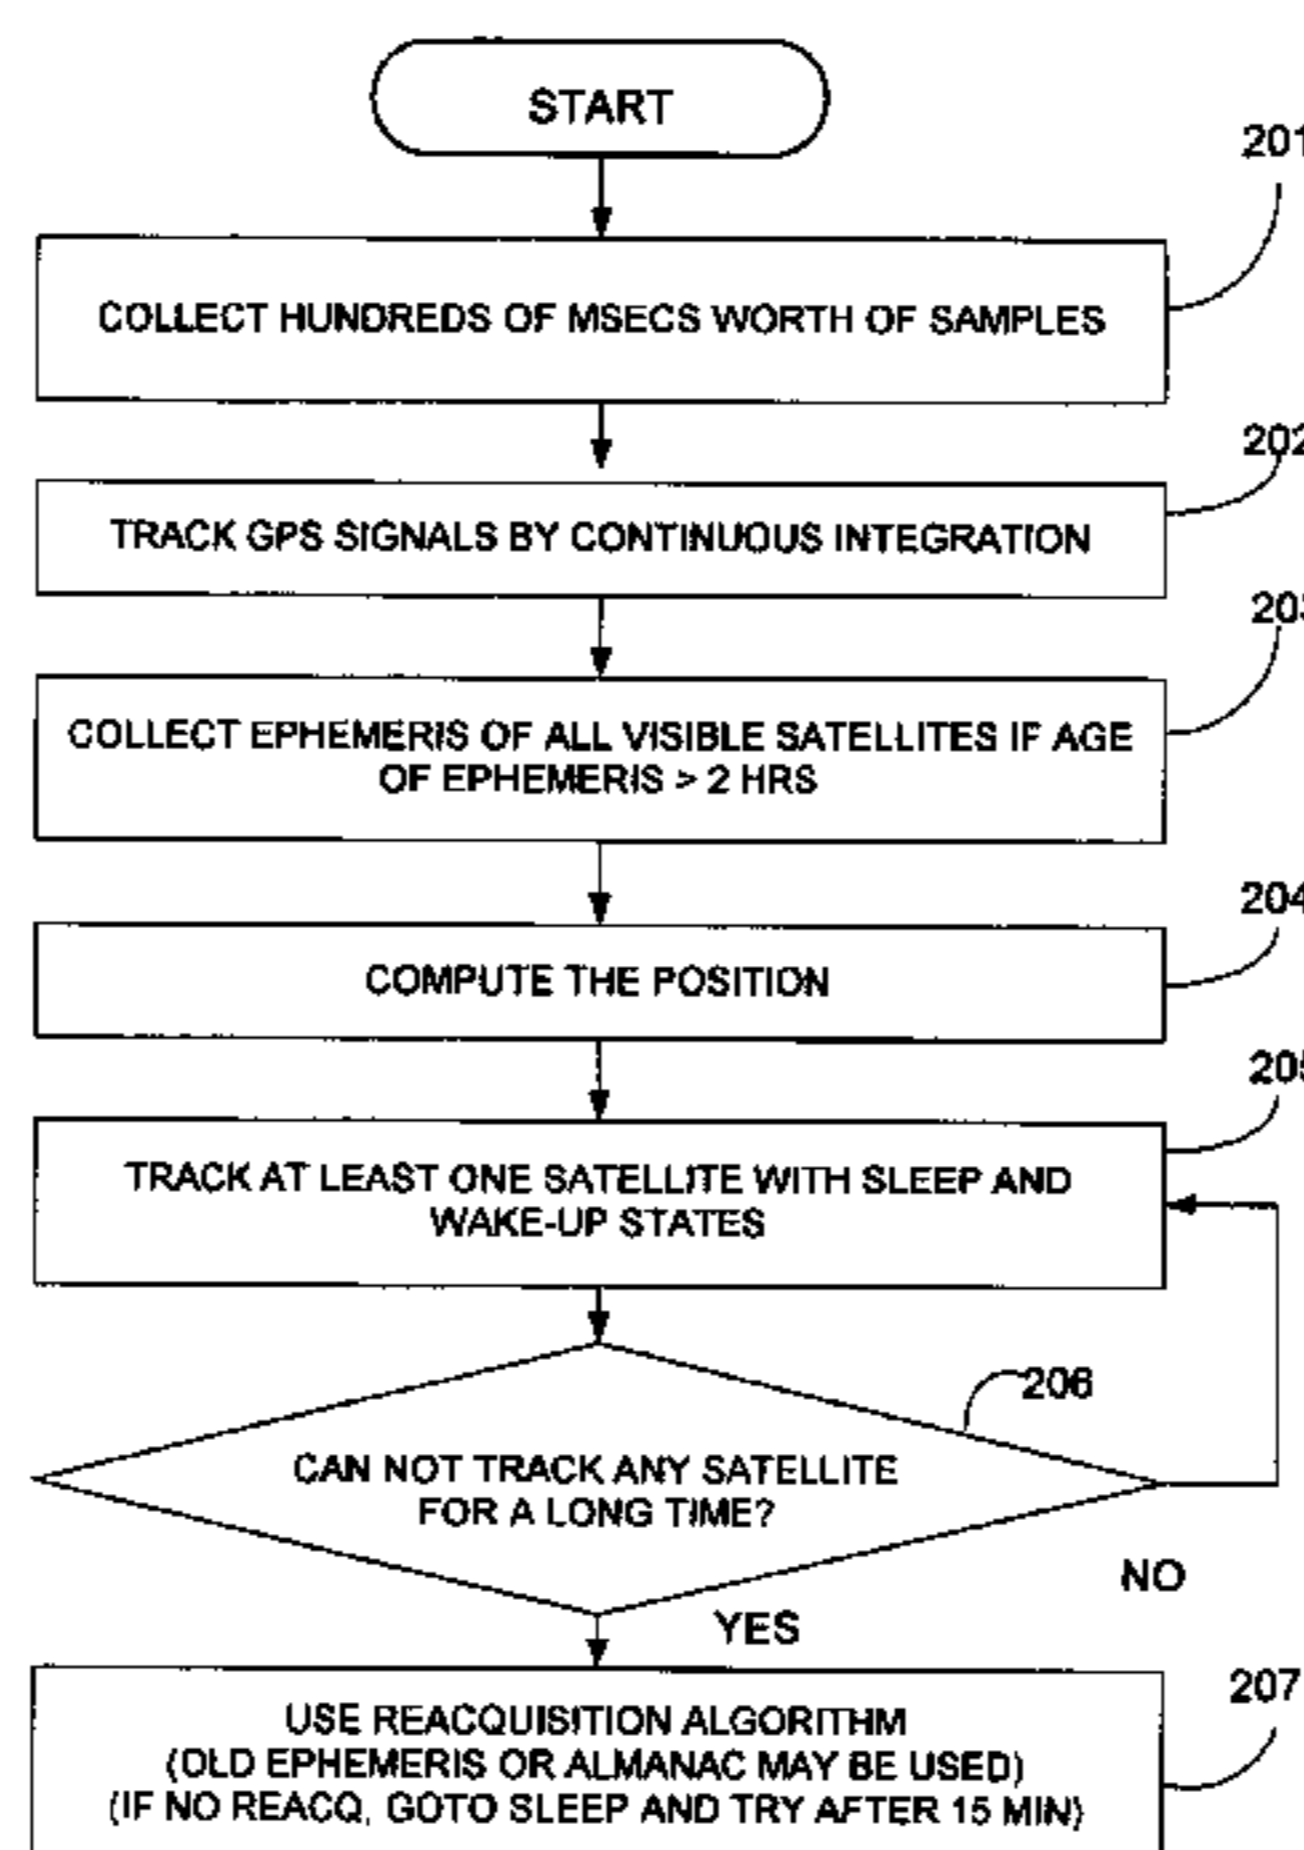 START
201
COLLECT HUNDREDS OF MSECS WORTH OF SAMPLES
202
TRACK GPS SIGNALS BY CONTINUOUS INTEGRATION
203
COLLECT EPHEMERIS OF ALL VISIBLE SATELLITES IF AGE
OF EPHEMERIS > 2 HRS
204
COMPUTE THE POSITION
205
TRACK AT LEAST ONE SATELLITE WITH SLEEP AND
WAKE-UP STATES
206
CAN NOT TRACK ANY SATELLITE
FOR A LONG TIME?
NO
YES
207
USE REACQUISITION ALGORITHM
(OLD EPHEMERIS OR ALMANAC MAY BE USED)
(IF NO REACQ, GOTO SLEEP AND TRY AFTER 15 MIN)